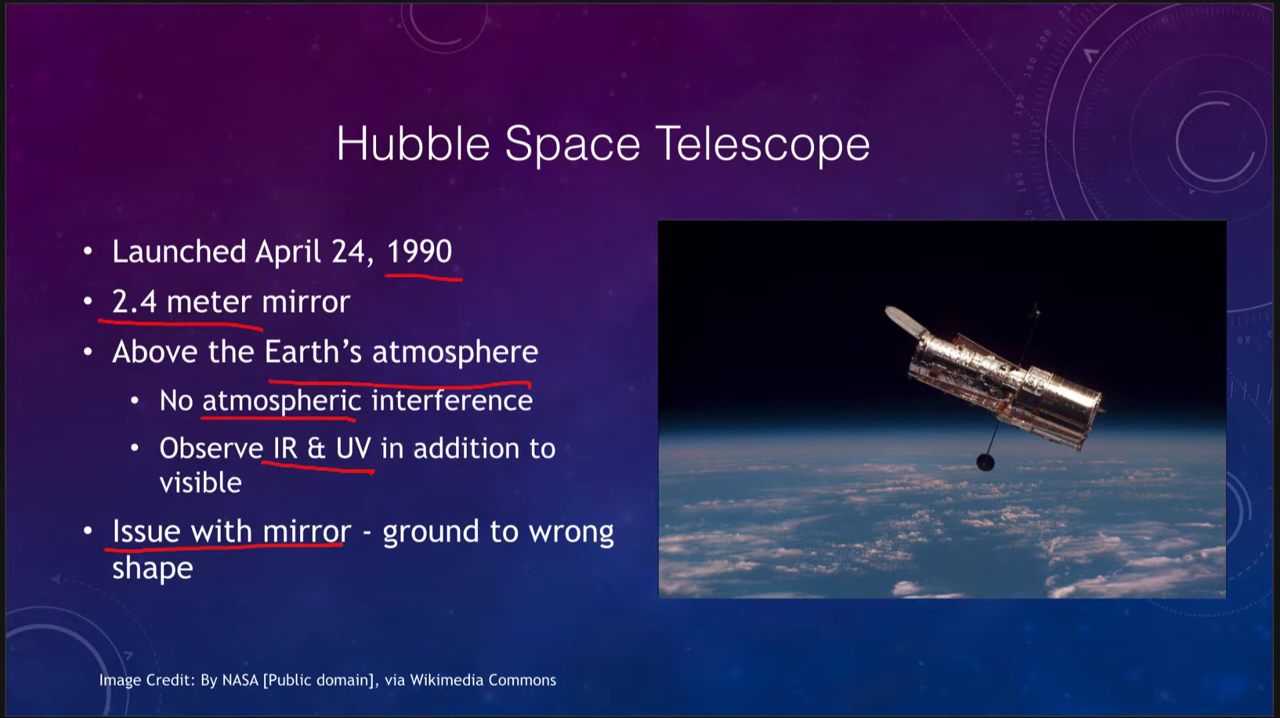 Hubble Space Telescope
• Launched April 24, 1990
• 2.4 meter mirror
• Above the Earth's atmosphere
• No atmospheric interference
• Observe IR & UV in addition to
visible
• Issue with mirror - ground to wrong
shape
Image Credit: By NASA [Public domain], via Wikimedia Commons